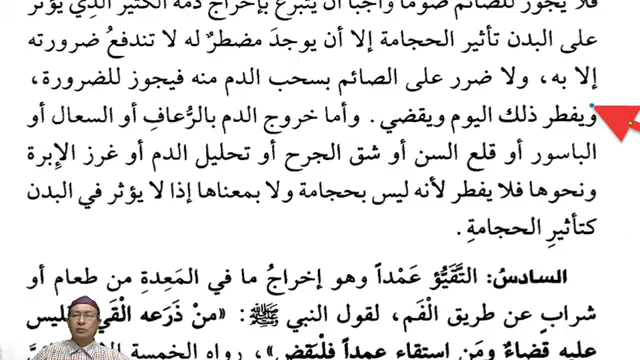 فلا يجوز للصائم صوماً واجباً أن يتبرع بإخراج دمه الكثير الذي يؤثر
على البدن تأثير الحجامة إلا أن يوجدَ مضطرٌ له لا تندفعُ ضرورته
إلا به، ولا ضرر على الصائم بسحب الدم منه فيجوز للضرورة،
ويفطر ذلك اليوم ويقضي. وأما خروج الدم بالرُّعافِ أو السعال أو
الباسور أو قلع السن أو شق الجرح أو تحليل الدم أو غرز الإبرة
ونحوها فلا يفطر لأنه ليس بحجامة ولا بمعناها إذا لا يؤثر في البدن
كتأثيرِ الحجامةِ.
السادسُ: التَّقَيُّؤ عَمْداً وهو إخراجُ ما في المَعِدةِ من طعام أو
شرابٍ عن طريق الْفَم، لقول النبي ﷺ: «منْ ذَرَعه الْقَيء فليس
عليه قضاءٌ ومَن استقاء عمداً فلْيَقْضِ»، رواه الخمسة